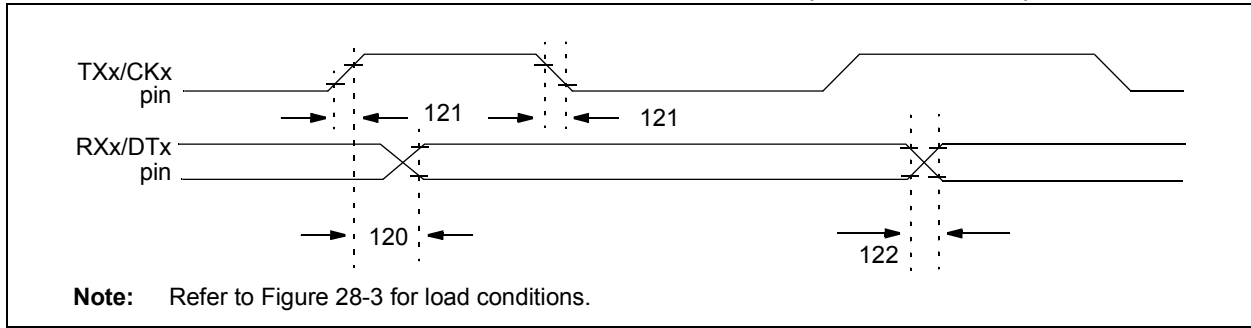 TXx/CKx
pin
121
121
RXx/DTx
pin
120
122
Note: Refer to Figure 28-3 for load conditions.